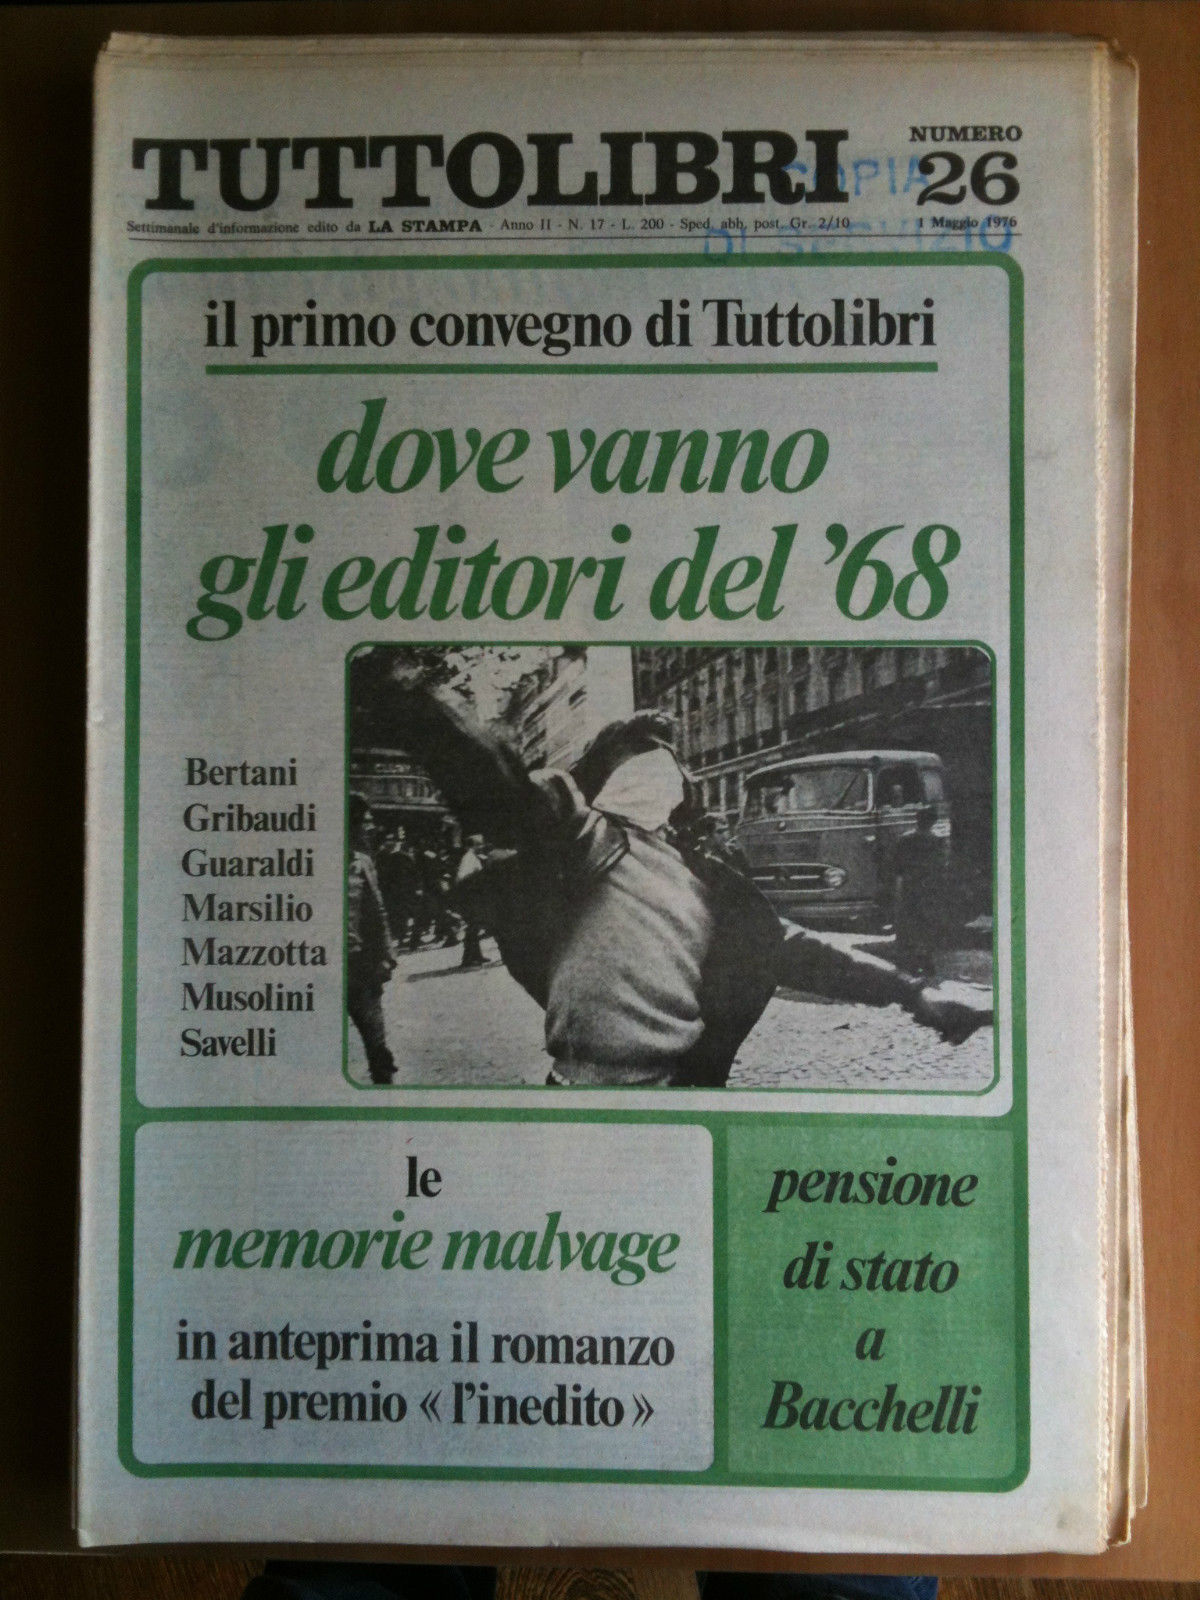 TUTTOLIBRI
NUMERO
26
COPIA
DI SERVIZIO
Settimanale d'informazione edito da LA STAMPA - Anno II - N. 17 - L. 200 - Sped. abb. post. Gr. 2/10
1 Maggio 1976
il primo convegno di Tuttolibri
dove vanno
gli editori del '68
Bertani
Gribaudi
Guaraldi
Marsilio
Mazzotta
Musolini
Savelli
le
memorie malvage
in anteprima il romanzo
del premio « l'inedito »
pensione
di stato
a
Bacchelli